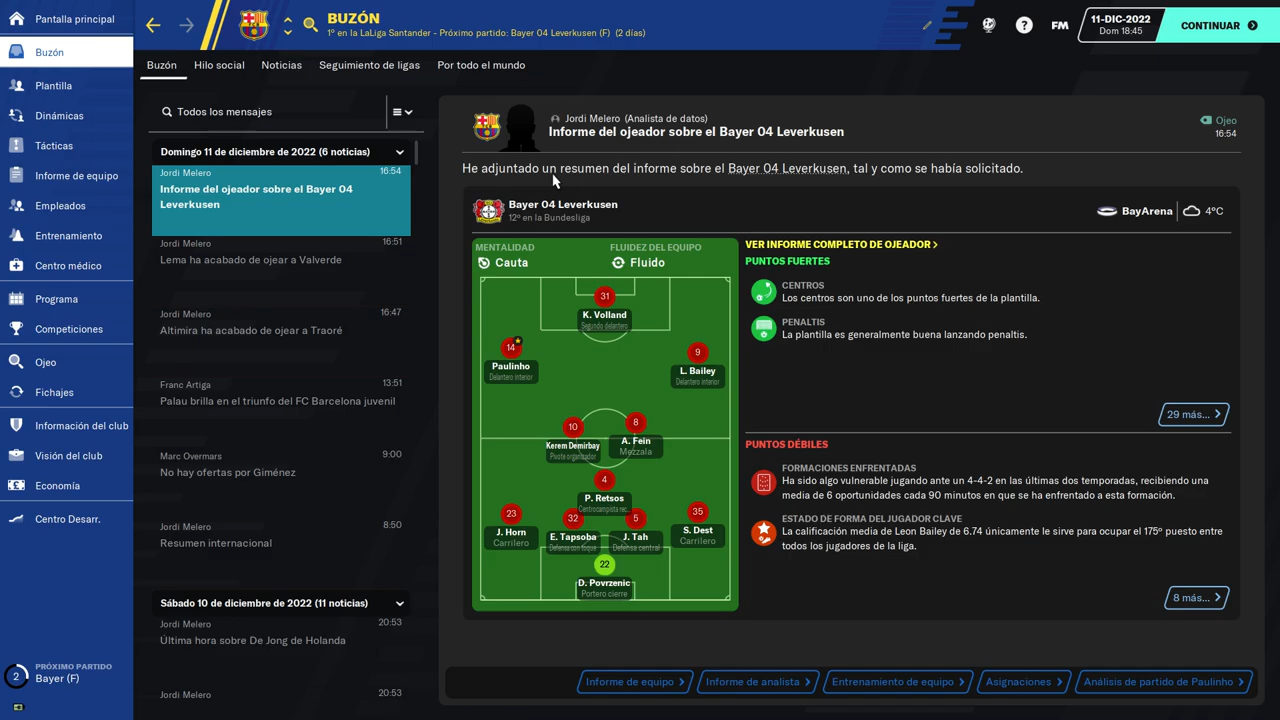 Pantalla principal
Buzón
Plantilla
Dinámicas
Tácticas
Informe de equipo
Empleados
Entrenamiento
Centro médico
Programa
Competiciones
Ojeo
Fichajes
Información del club
Visión del club
Economía
Centro Desarr.
2
PRÓXIMO PARTIDO
Bayer (F)
BUZÓN
1º en la LaLiga Santander - Próximo partido: Bayer 04 Leverkusen (F) (2 días)
?
FM
11-DIC-2022
Dom 18:45
CONTINUAR
Buzón
Hilo social
Noticias
Seguimiento de ligas
Por todo el mundo
Todos los mensajes
Domingo 11 de diciembre de 2022 (6 noticias)
Jordi Melero 16:54
Informe del ojeador sobre el Bayer 04
Leverkusen
Jordi Melero 16:51
Lema ha acabado de ojear a Valverde
Jordi Melero 16:47
Altimira ha acabado de ojear a Traoré
Franc Artiga 13:51
Palau brilla en el triunfo del FC Barcelona juvenil
Marc Overmars 9:00
No hay ofertas por Giménez
Jordi Melero 8:50
Resumen internacional
Sábado 10 de diciembre de 2022 (11 noticias)
Jordi Melero 20:53
Última hora sobre De Jong de Holanda
Jordi Melero 20:53
Jordi Melero (Analista de datos)
Informe del ojeador sobre el Bayer 04 Leverkusen
Ojeo
16:54
He adjuntado un resumen del informe sobre el Bayer 04 Leverkusen, tal y como se había solicitado.
Bayer 04 Leverkusen
12º en la Bundesliga
BayArena
4°C
MENTALIDAD
Cauta
FLUIDEZ DEL EQUIPO
Fluido
31
K. Volland
Segundo delantero
14
Paulinho
Delantero interior
9
L. Bailey
Delantero interior
10
Kerem Demirbay
Pivote organizador
8
A. Fein
Mezzala
4
P. Retsos
Centrocampista rec.
23
J. Horn
Carrilero
32
E. Tapsoba
Defensa con toque
5
J. Tah
Defensa central
35
S. Dest
Carrilero
22
D. Povrzenic
Portero cierre
VER INFORME COMPLETO DE OJEADOR >
PUNTOS FUERTES
CENTROS
Los centros son uno de los puntos fuertes de la plantilla.
PENALTIS
La plantilla es generalmente buena lanzando penaltis.
29 más... >
PUNTOS DÉBILES
FORMACIONES ENFRENTADAS
Ha sido algo vulnerable jugando ante un 4-4-2 en las últimas dos temporadas, recibiendo una
media de 6 oportunidades cada 90 minutos en que se ha enfrentado a esta formación.
ESTADO DE FORMA DEL JUGADOR CLAVE
La calificación media de Leon Bailey de 6.74 únicamente le sirve para ocupar el 175º puesto entre
todos los jugadores de la liga.
8 más... >
Informe de equipo >
Informe de analista >
Entrenamiento de equipo >
Asignaciones >
Análisis de partido de Paulinho >